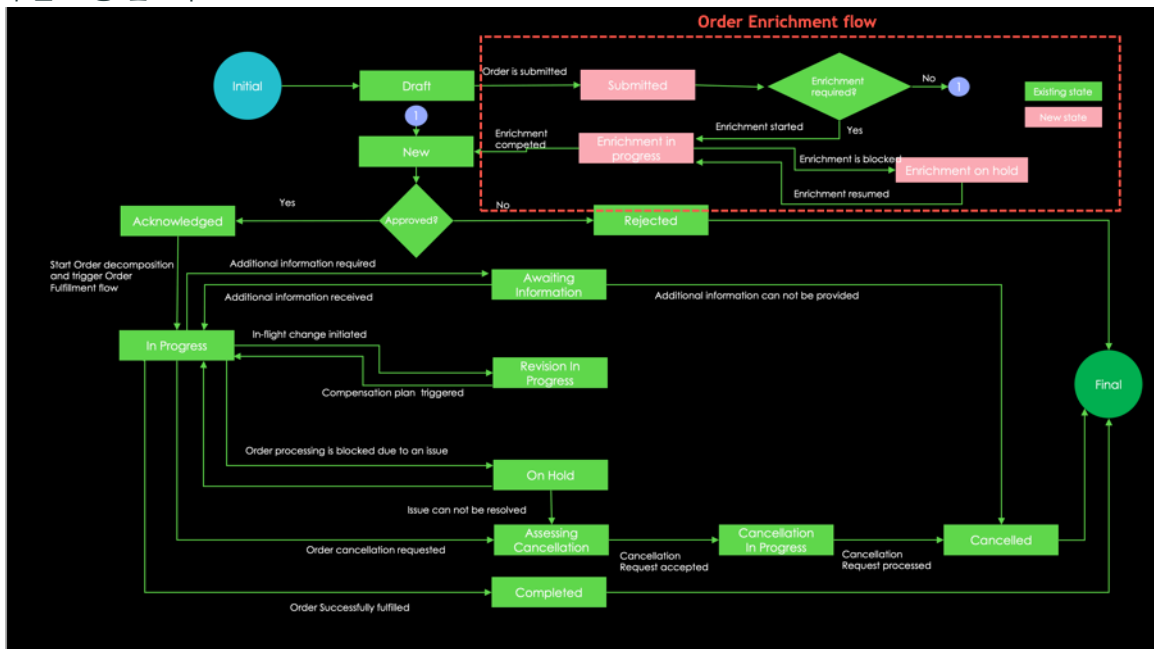 Order Enrichment flow
Initial
Draft
Order is submitted
Submitted
Enrichment
required?
No
1
Existing state
New state
1
Enrichment started
Yes
New
Enrichment
competed
Enrichment in
progress
Enrichment is blocked
Enrichment on hold
Enrichment resumed
Acknowledged
Yes
Approved?
No
Rejected
Start Order decomposition
and trigger Order
Fulfillment flow
Additional information required
Awaiting
Information
Additional information received
Additional information can not be provided
In Progress
In-flight change initiated
Revision In
Progress
Compensation plan triggered
Final
Order processing is blocked due to an issue
On Hold
Issue can not be resolved
Assessing
Cancellation
Cancellation
In Progress
Cancelled
Order cancellation requested
Cancellation
Request accepted
Cancellation
Request processed
Completed
Order Successfully fulfilled